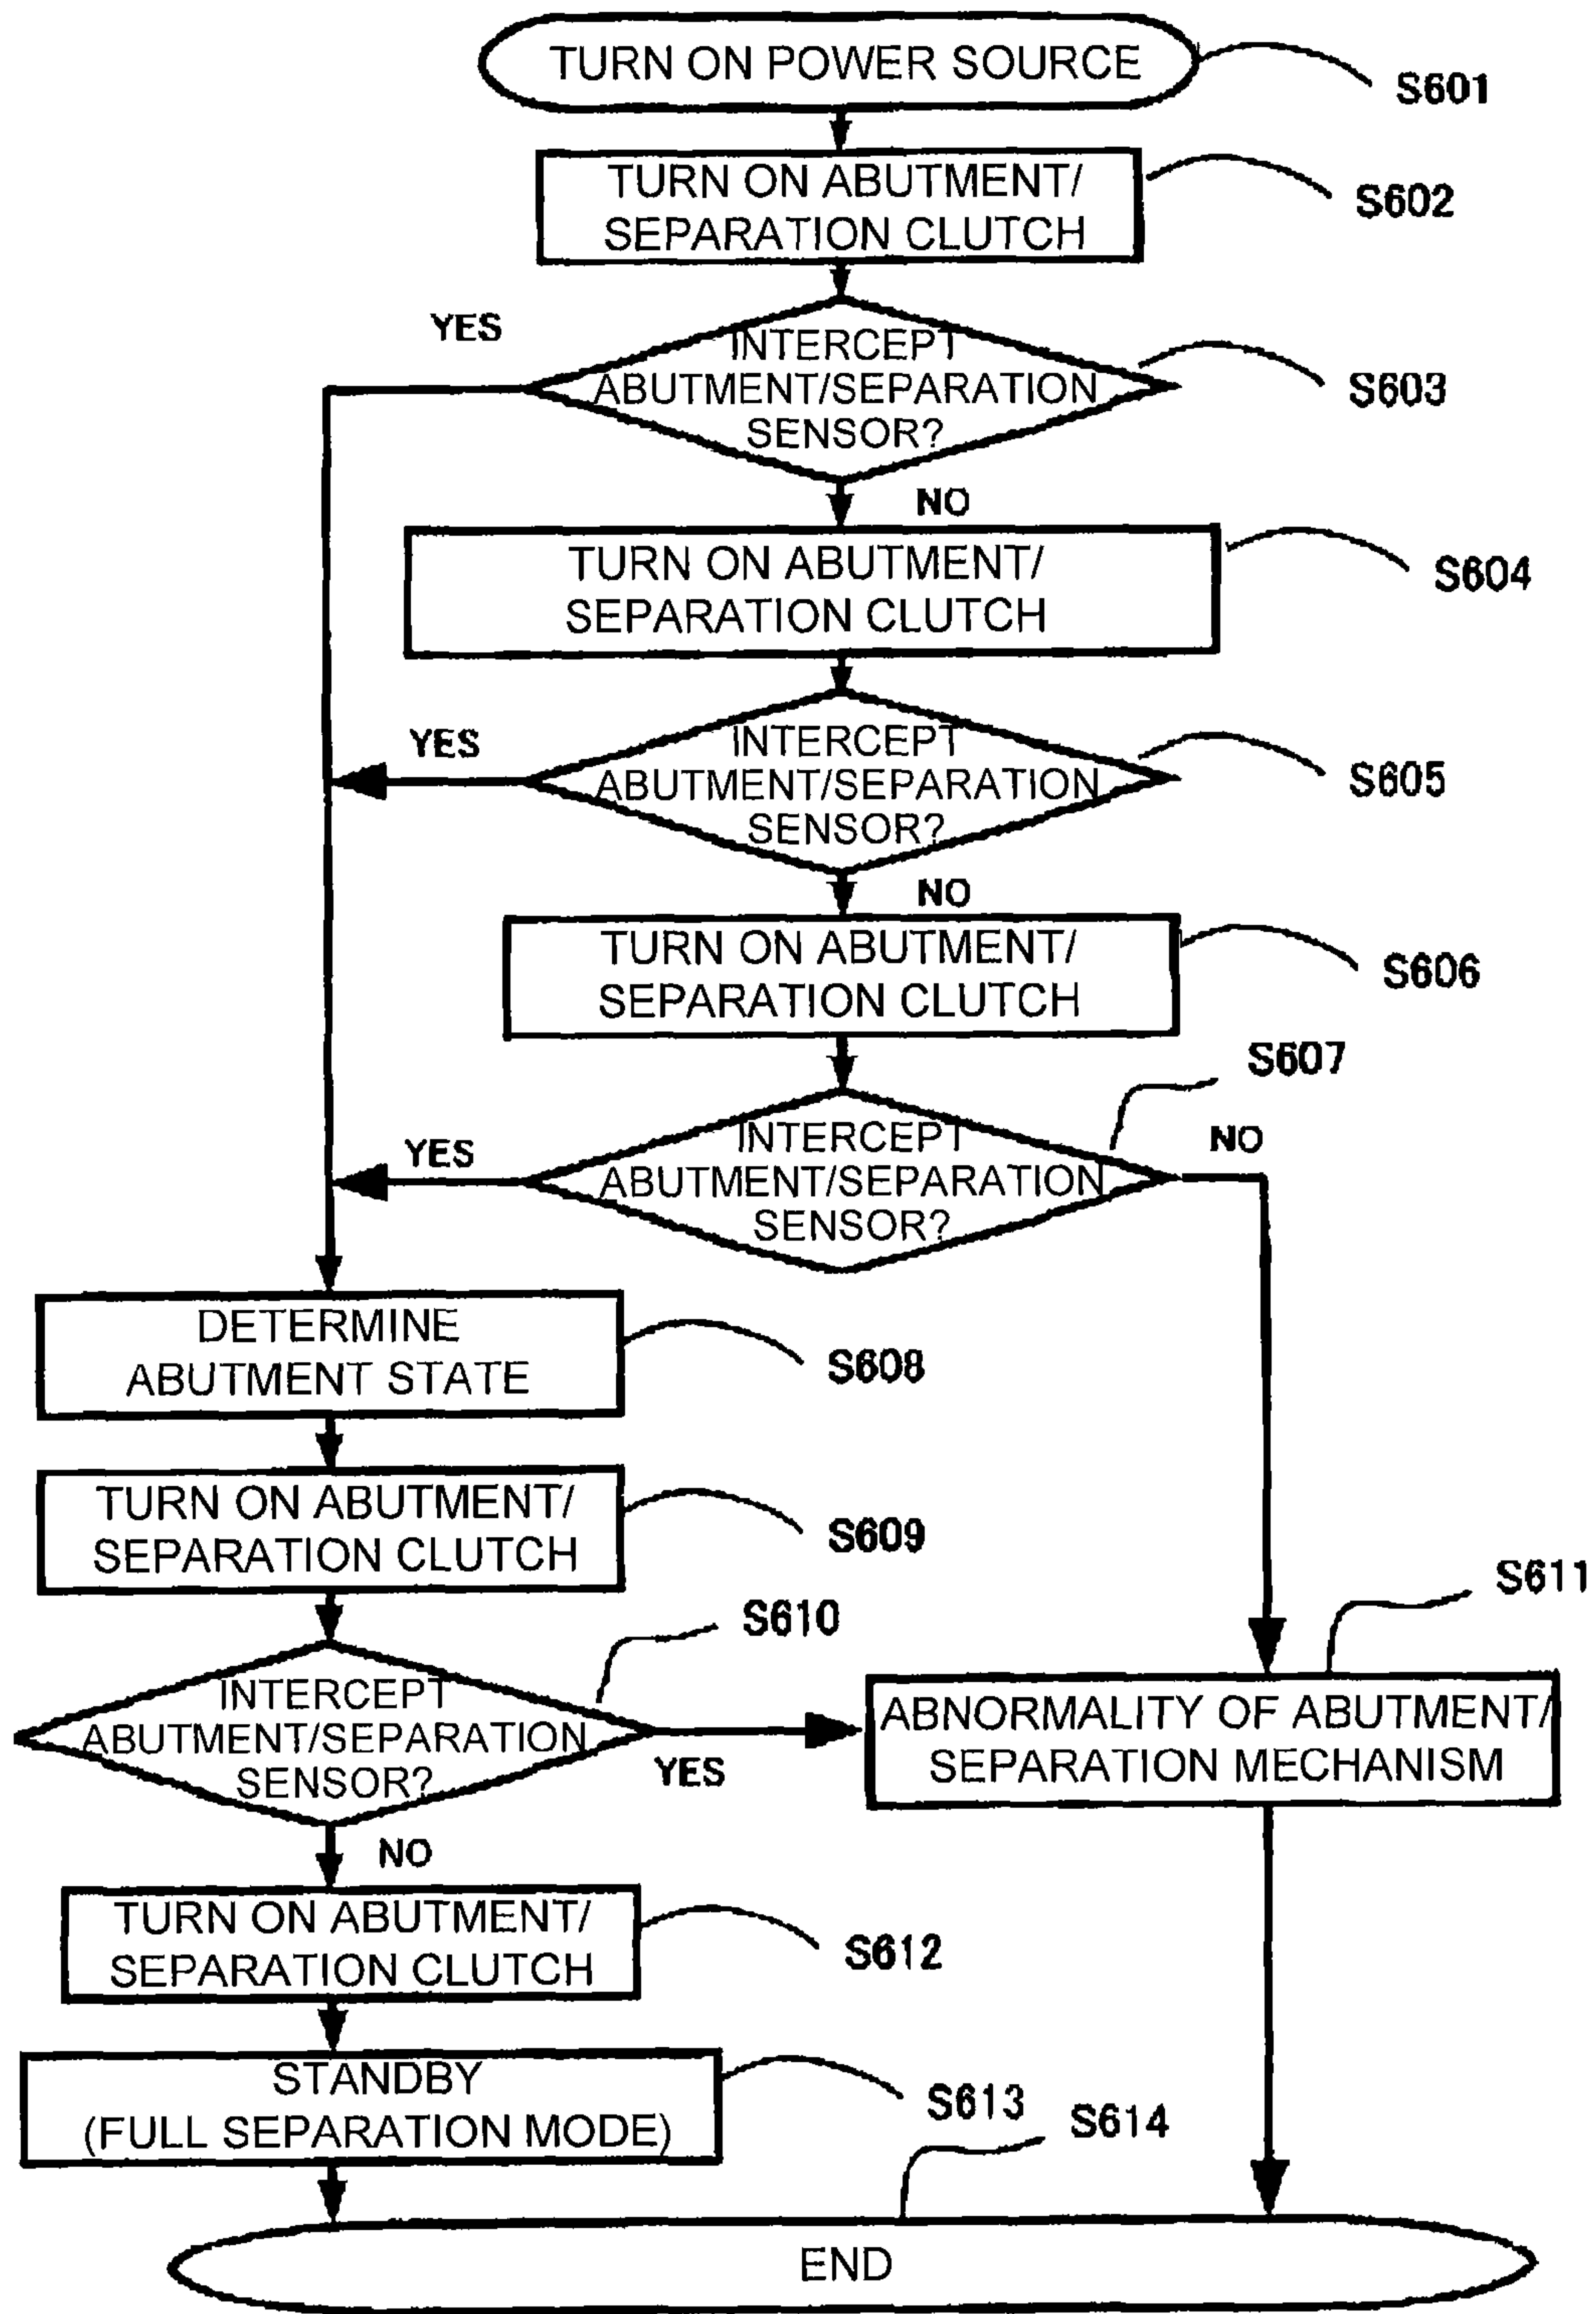 TURN ON POWER SOURCE
S601
TURN ON ABUTMENT/
SEPARATION CLUTCH
S602
YES
INTERCEPT
ABUTMENT/SEPARATION
SENSOR?
S603
NO
TURN ON ABUTMENT/
SEPARATION CLUTCH
S604
YES
INTERCEPT
ABUTMENT/SEPARATION
SENSOR?
S605
NO
TURN ON ABUTMENT/
SEPARATION CLUTCH
S606
S607
YES
INTERCEPT
ABUTMENT/SEPARATION
SENSOR?
NO
DETERMINE
ABUTMENT STATE
S608
TURN ON ABUTMENT/
SEPARATION CLUTCH
S609
S610
INTERCEPT
ABUTMENT/SEPARATION
SENSOR?
YES
S611
ABNORMALITY OF ABUTMENT/
SEPARATION MECHANISM
NO
TURN ON ABUTMENT/
SEPARATION CLUTCH
S612
STANDBY
(FULL SEPARATION MODE)
S613
S614
END